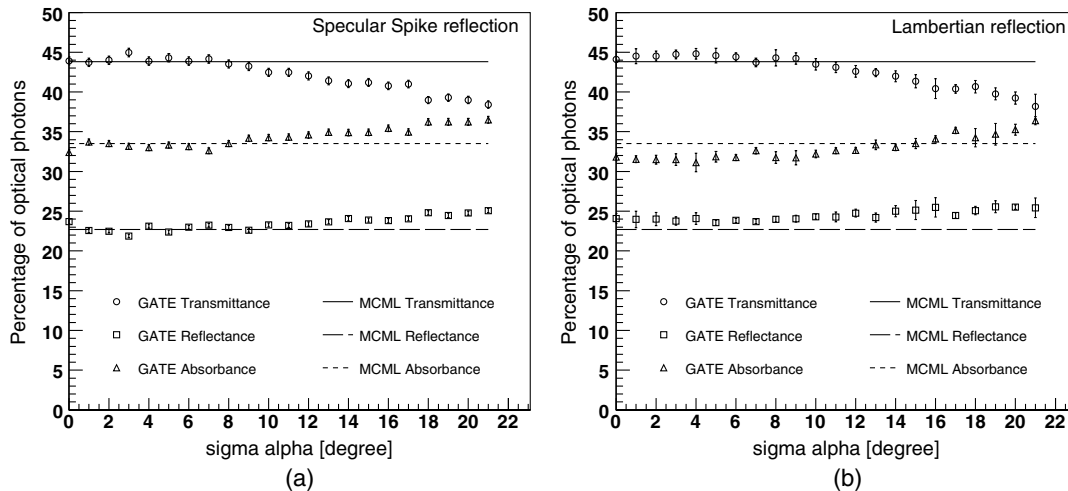 Specular Spike reflection
Percentage of optical photons
50
45
40
35
30
25
20
15
10
5
0
GATE Transmittance
MCML Transmittance
GATE Reflectance
MCML Reflectance
GATE Absorbance
MCML Absorbance
0 2 4 6 8 10 12 14 16 18 20 22
sigma alpha [degree]
(a)
Lambertian reflection
Percentage of optical photons
50
45
40
35
30
25
20
15
10
5
0
GATE Transmittance
MCML Transmittance
GATE Reflectance
MCML Reflectance
GATE Absorbance
MCML Absorbance
0 2 4 6 8 10 12 14 16 18 20 22
sigma alpha [degree]
(b)